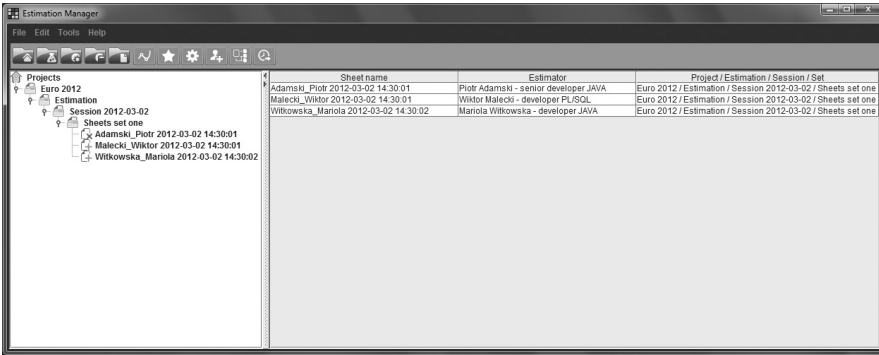 Estimation Manager
File Edit Tools Help
Projects
Euro 2012
Estimation
Session 2012-03-02
Sheets set one
Adamski_Piotr 2012-03-02 14:30:01
Malecki_Wiktor 2012-03-02 14:30:01
Witkowska_Mariola 2012-03-02 14:30:02
Sheet name Estimator Project / Estimation / Session / Set
Adamski_Piotr 2012-03-02 14:30:01 Piotr Adamski - senior developer JAVA Euro 2012 / Estimation / Session 2012-03-02 / Sheets set one
Malecki_Wiktor 2012-03-02 14:30:01 Wiktor Malecki - developer PL/SQL Euro 2012 / Estimation / Session 2012-03-02 / Sheets set one
Witkowska_Mariola 2012-03-02 14:30:02 Mariola Witkowska - developer JAVA Euro 2012 / Estimation / Session 2012-03-02 / Sheets set one